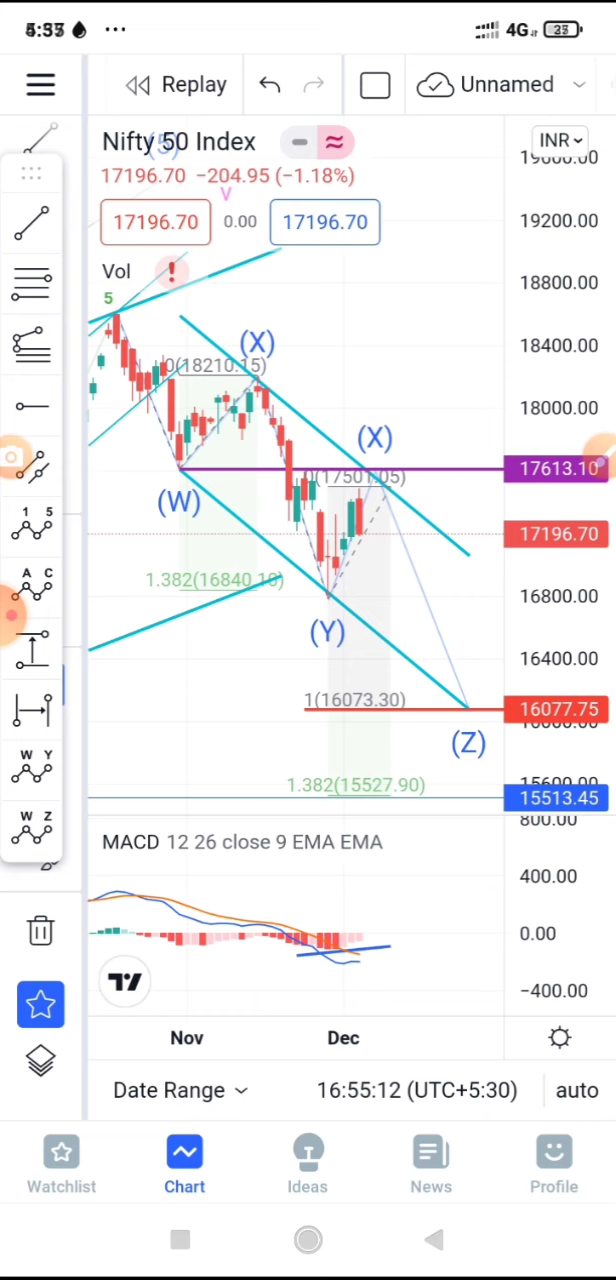 4G 23
Replay
Unnamed
Nifty 50 Index
(5)
INR
17196.70 −204.95 (−1.18%)
V
17196.70 0.00 17196.70
Vol
!
5
19200.00
18800.00
18400.00
18000.00
17613.10
17196.70
16800.00
16400.00
16077.75
15513.45
(X)
0(18210.15)
(X)
0(17501.05)
(W)
1.382(16840.10)
(Y)
1(16073.30)
(Z)
1.382(15527.90)
1 5
A C
W Y
W Z
MACD 12 26 close 9 EMA EMA
800.00
400.00
0.00
−400.00
Nov Dec
Date Range 16:55:12 (UTC+5:30) auto
Watchlist Chart Ideas News Profile